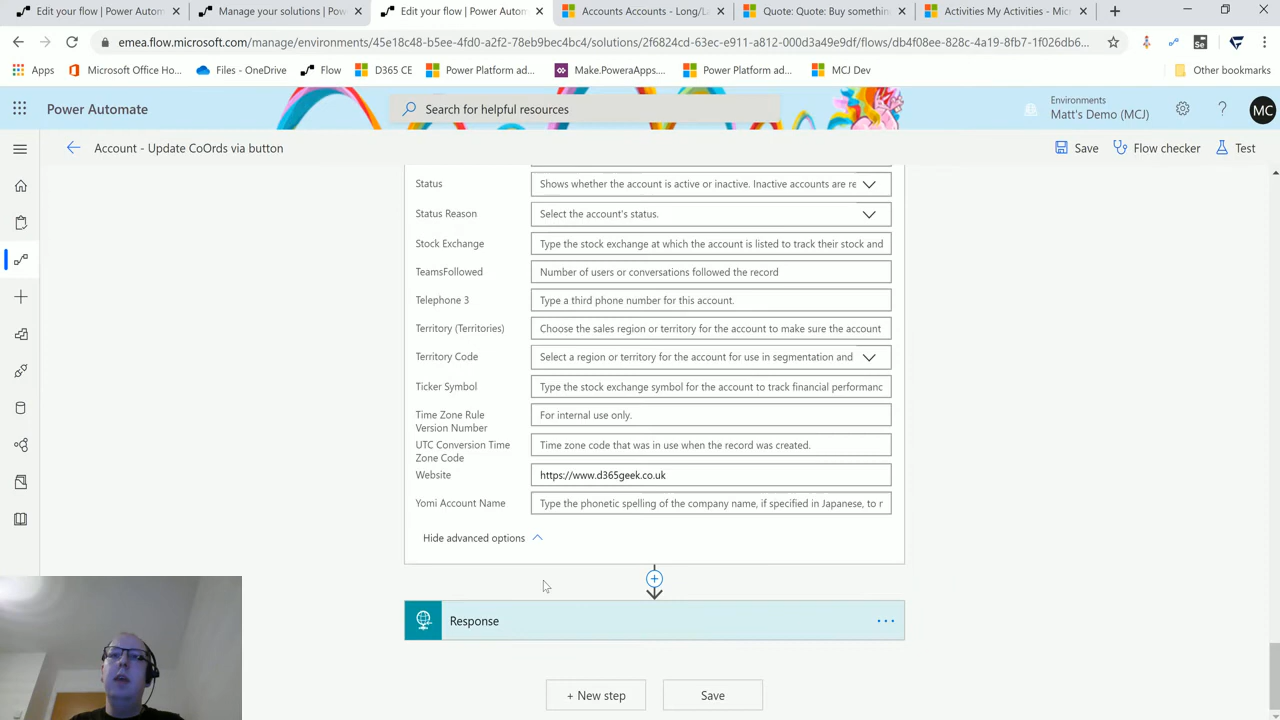 Edit your flow | Power Autom
Manage your solutions | Pow
Edit your flow | Power Autom
Accounts Accounts - Long/La
Quote: Quote: Buy somethin
Activities My Activities - Micr
emea.flow.microsoft.com/manage/environments/45e18c48-b5ee-4fd0-a2f2-78eb9bec4bc4/solutions/2f6824cd-63ec-e911-a812-000d3a49e9df/flows/db4f08ee-828c-4a19-8fb7-1f026db6...
Apps
Microsoft Office Ho...
Files - OneDrive
Flow
D365 CE
Power Platform ad...
Make.PoweraApps....
Power Platform ad...
MCJ Dev
Other bookmarks
Power Automate
Search for helpful resources
Environments
Matt's Demo (MCJ)
MC
Account - Update CoOrds via button
Save
Flow checker
Test
Status
Shows whether the account is active or inactive. Inactive accounts are re
Status Reason
Select the account's status.
Stock Exchange
Type the stock exchange at which the account is listed to track their stock and
TeamsFollowed
Number of users or conversations followed the record
Telephone 3
Type a third phone number for this account.
Territory (Territories)
Choose the sales region or territory for the account to make sure the account
Territory Code
Select a region or territory for the account for use in segmentation and
Ticker Symbol
Type the stock exchange symbol for the account to track financial performanc
Time Zone Rule
Version Number
For internal use only.
UTC Conversion Time
Zone Code
Time zone code that was in use when the record was created.
Website
https://www.d365geek.co.uk
Yomi Account Name
Type the phonetic spelling of the company name, if specified in Japanese, to r
Hide advanced options
Response
+ New step
Save